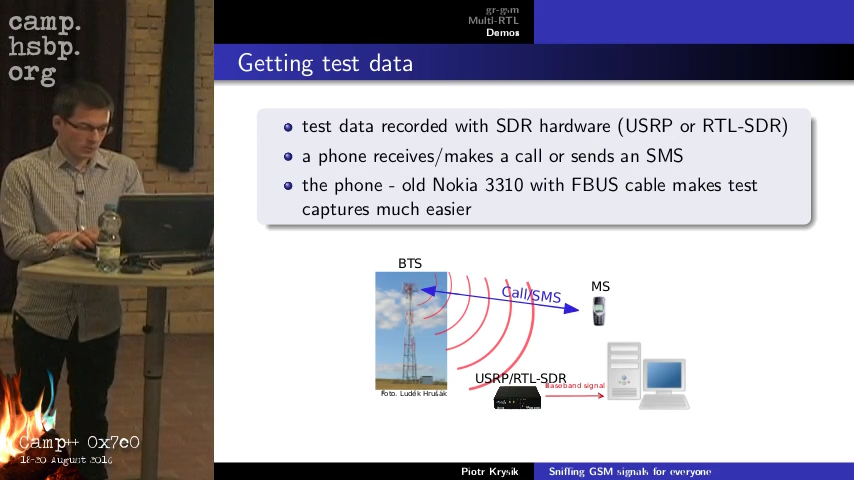 camp.
hsbp.
org
gr-gsm
Multi-RTL
Demos
Getting test data
test data recorded with SDR hardware (USRP or RTL-SDR)
a phone receives/makes a call or sends an SMS
the phone - old Nokia 3310 with FBUS cable makes test
captures much easier
BTS
Call/SMS
MS
USRP/RTL-SDR
Baseband signal
Foto. Luděk Hrušák
Camp++ 0x7e0
18-20 August 2016
Piotr Krysik
Sniffing GSM signals for everyone